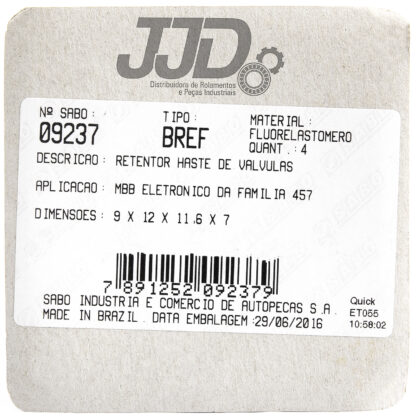 JJD
Distribuidora de Rolamentos
e Peças Industriais
Nº SABO: TIPO: MATERIAL:
09237 BREF FLUORELASTOMERO
QUANT.: 4
DESCRICAO: RETENTOR HASTE DE VALVULAS
APLICACAO: MBB ELETRONICO DA FAMILIA 457
DIMENSOES: 9 X 12 X 11.6 X 7
7 891252 092379
SABO INDUSTRIA E COMERCIO DE AUTOPECAS S.A.
MADE IN BRAZIL. DATA EMBALAGEM:29/06/2016
Quick
ET055
10:58:02